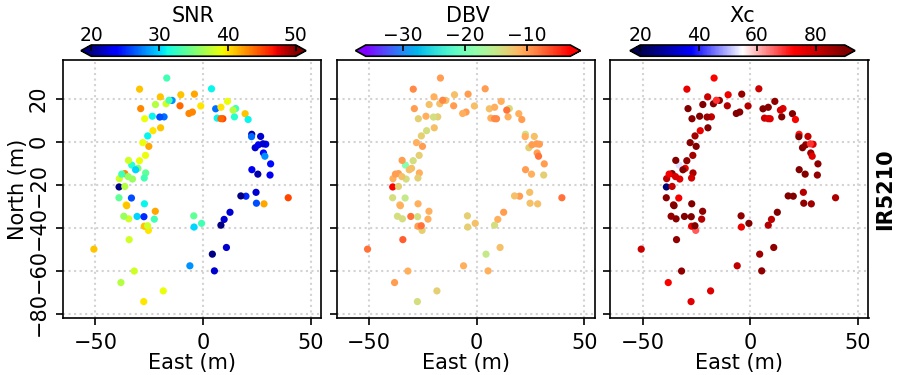 SNR DBV Xc
20 30 40 50 −30 −20 −10 20 40 60 80
North (m)
20
0
−20
−40
−60
−80
−50 0 50 −50 0 50 −50 0 50
East (m) East (m) East (m)
IR5210